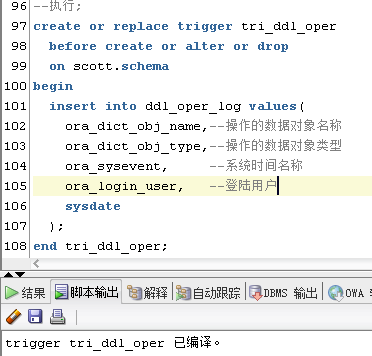 96 --执行;
97 create or replace trigger tri_ddl_oper
98 before create or alter or drop
99 on scott.schema
100 begin
101 insert into ddl_oper_log values(
102 ora_dict_obj_name,--操作的数据对象名称
103 ora_dict_obj_type,--操作的数据对象类型
104 ora_sysevent, --系统时间名称
105 ora_login_user, --登陆用户
106 sysdate
107 );
108 end tri_ddl_oper;
结果 脚本输出 解释 自动跟踪 DBMS 输出 OWA
trigger tri_ddl_oper 已编译。